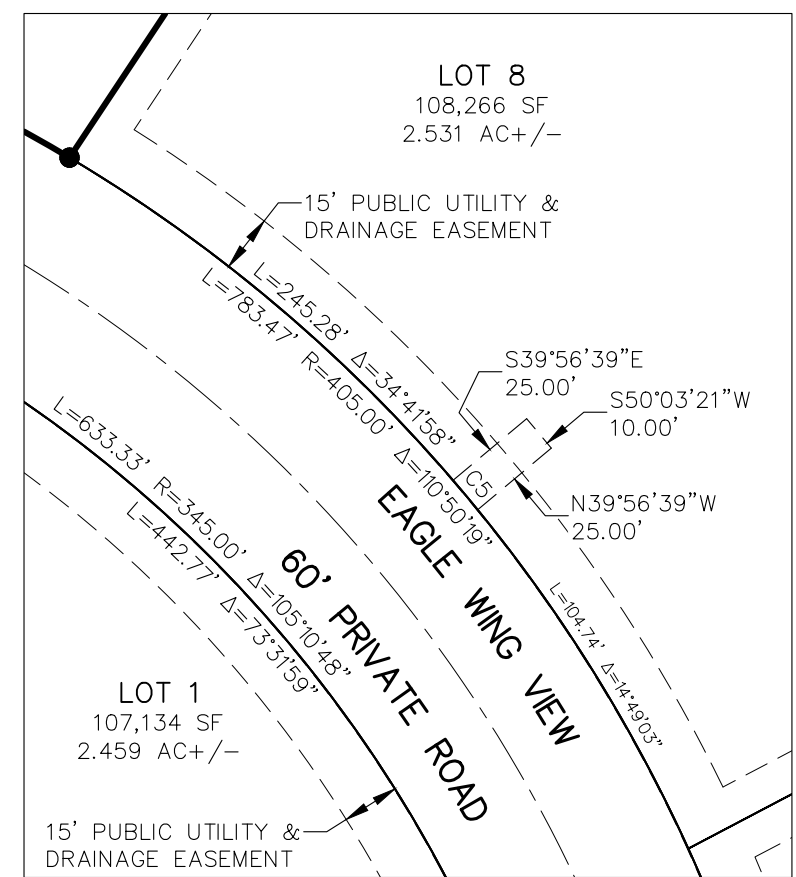 LOT 8
108,266 SF
2.531 AC+/-
15' PUBLIC UTILITY &
DRAINAGE EASEMENT
L=245.28' Δ=34°41'58"
L=783.47' R=405.00' Δ=110°50'19"
S39°56'39"E
25.00'
S50°03'21"W
10.00'
C5
N39°56'39"W
25.00'
EAGLE WING VIEW
60' PRIVATE ROAD
L=104.74' Δ=14°49'03"
L=633.33' R=345.00' Δ=105°10'48"
L=442.77' Δ=73°31'59"
LOT 1
107,134 SF
2.459 AC+/-
15' PUBLIC UTILITY &
DRAINAGE EASEMENT